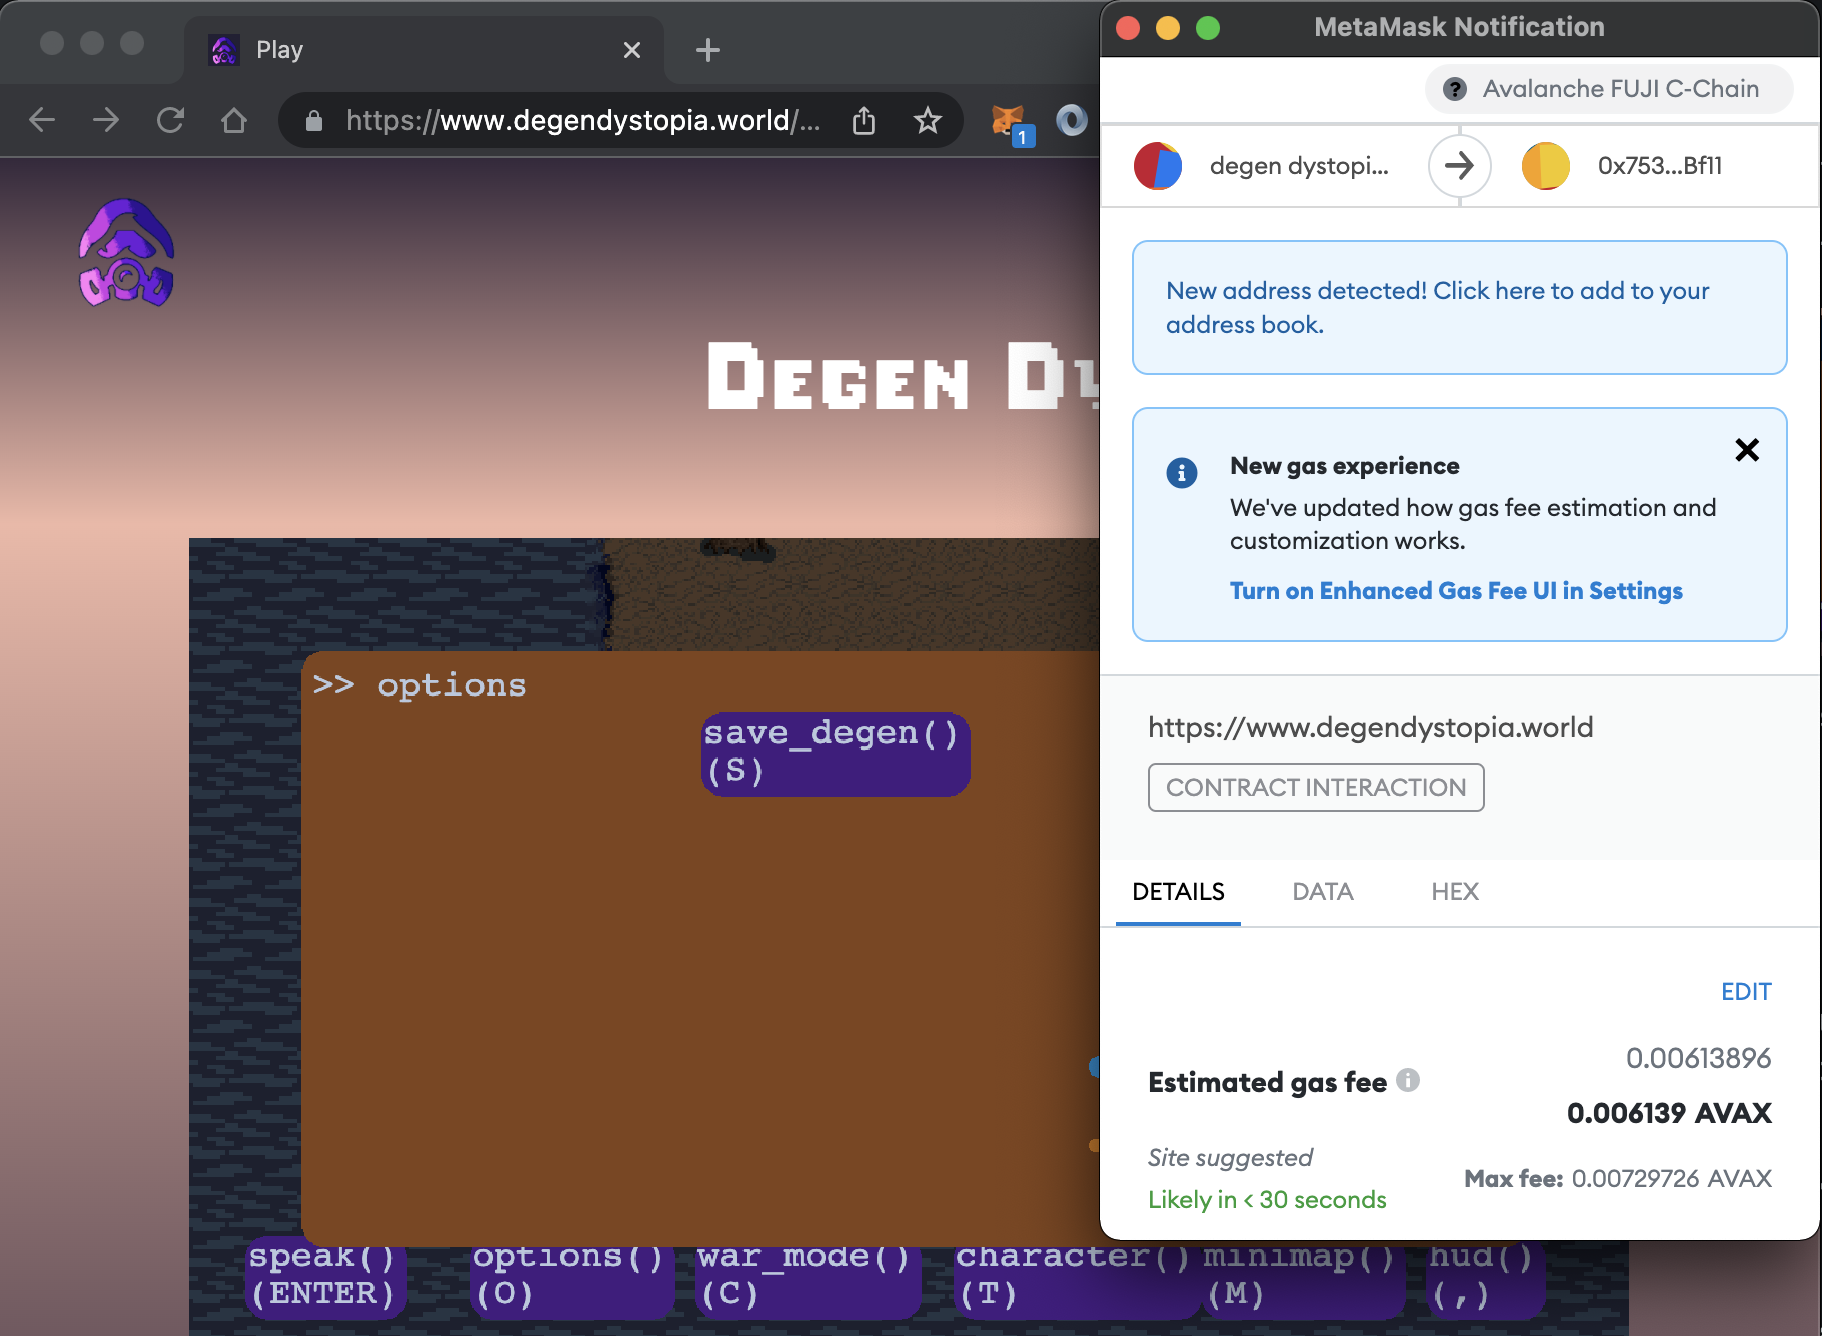 Play
https://www.degendystopia.world/...
1
DEGEN DY
>> options
save_degen()
(S)
speak()
(ENTER)
options()
(O)
war_mode()
(C)
character()
(T)
minimap()
(M)
hud()
(,)
MetaMask Notification
? Avalanche FUJI C-Chain
degen dystopi...
0x753...Bf11
New address detected! Click here to add to your
address book.
New gas experience
We've updated how gas fee estimation and
customization works.
Turn on Enhanced Gas Fee UI in Settings
https://www.degendystopia.world
CONTRACT INTERACTION
DETAILS
DATA
HEX
EDIT
0.00613896
Estimated gas fee
0.006139 AVAX
Site suggested
Likely in < 30 seconds
Max fee: 0.00729726 AVAX